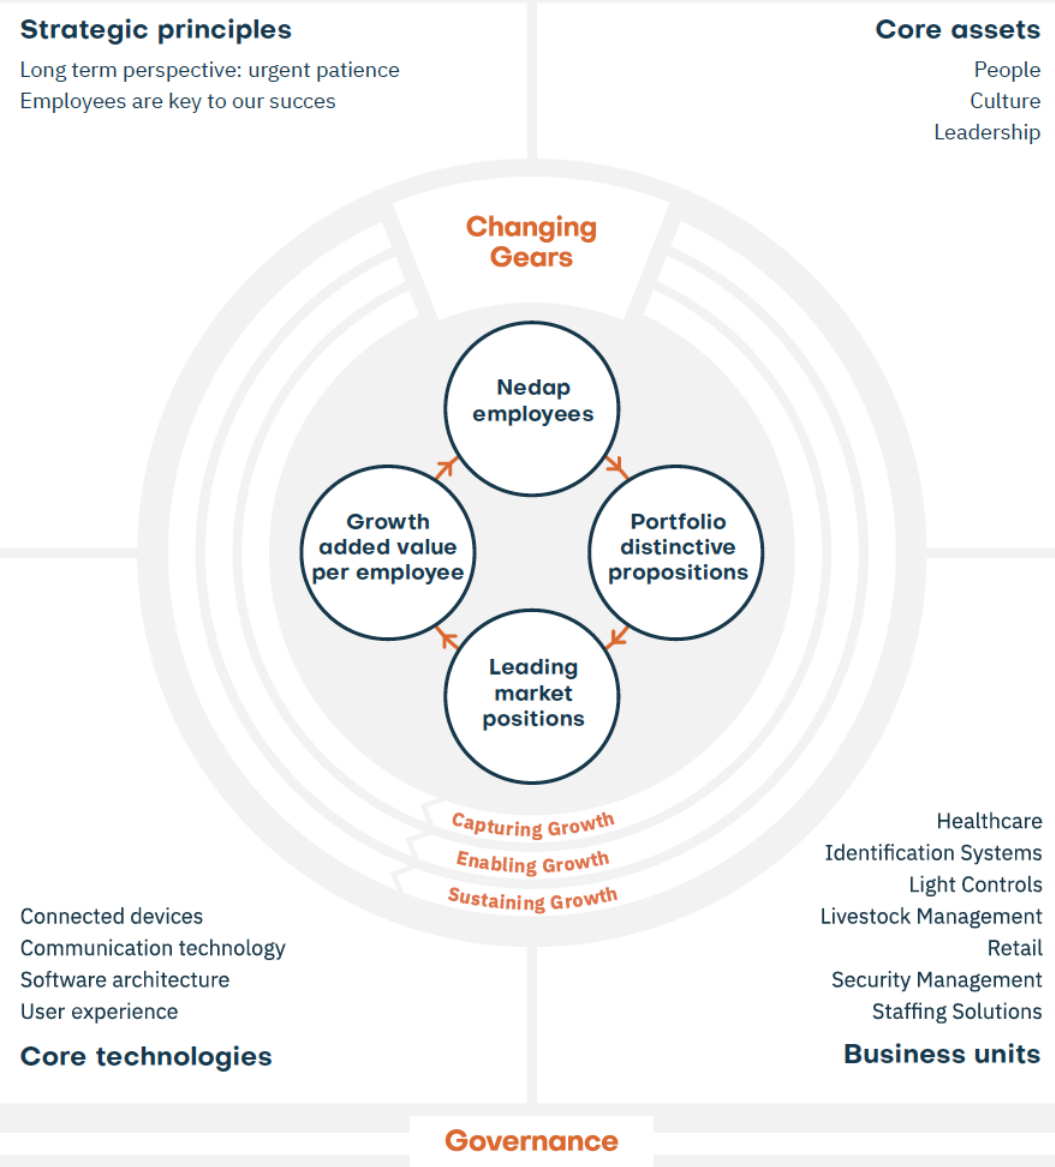 Strategic principles
Long term perspective: urgent patience
Employees are key to our succes
Core assets
People
Culture
Leadership
Changing
Gears
Nedap
employees
Growth
added value
per employee
Portfolio
distinctive
propositions
Leading
market
positions
Capturing Growth
Enabling Growth
Sustaining Growth
Connected devices
Communication technology
Software architecture
User experience
Core technologies
Healthcare
Identification Systems
Light Controls
Livestock Management
Retail
Security Management
Staffing Solutions
Business units
Governance